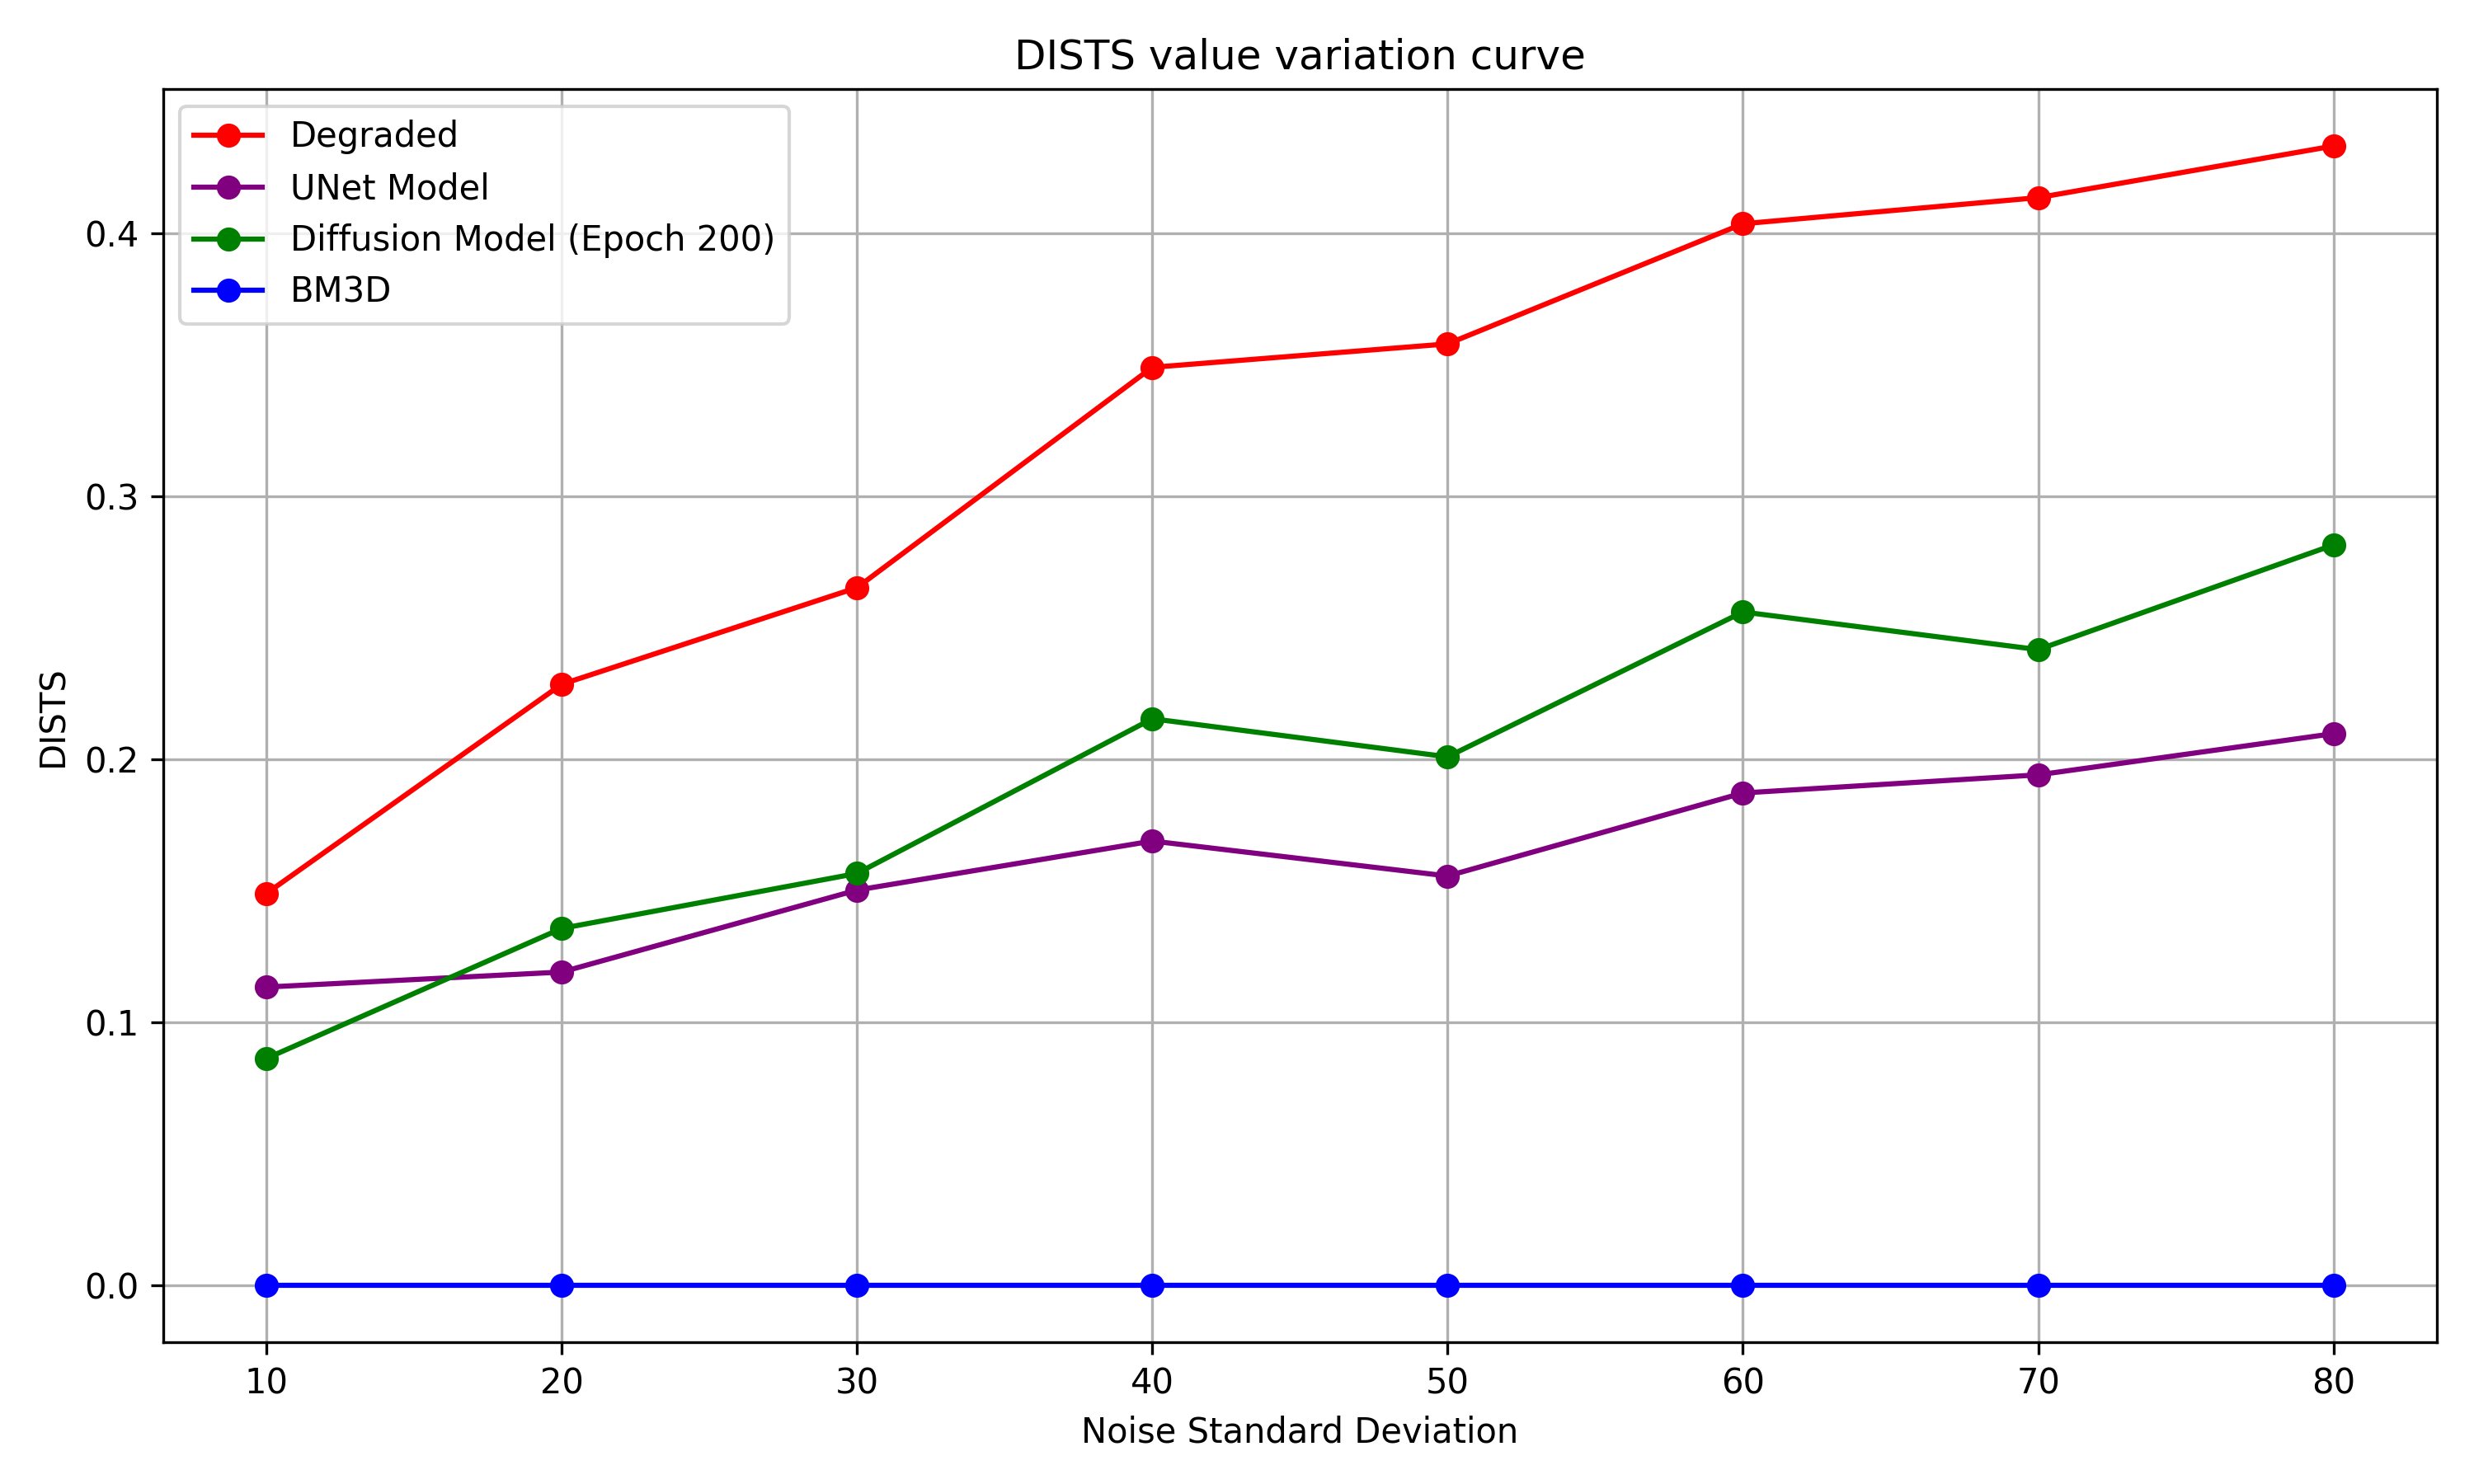 DISTS value variation curve
Degraded
UNet Model
Diffusion Model (Epoch 200)
BM3D
0.4
0.3
0.2
0.1
0.0
DISTS
10 20 30 40 50 60 70 80
Noise Standard Deviation